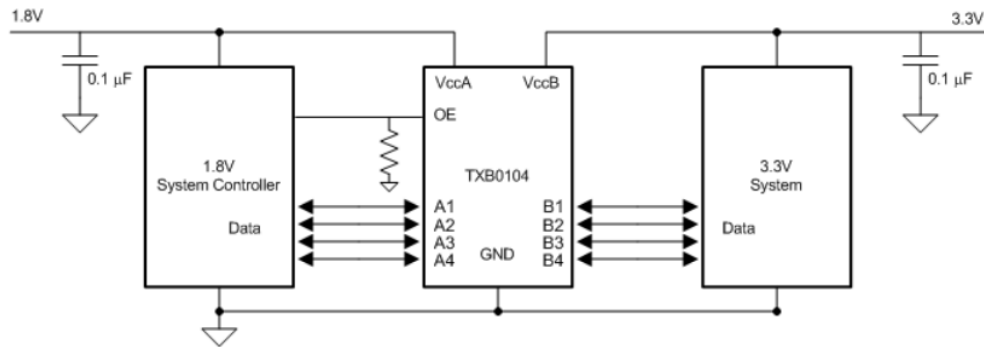 1.8V
3.3V
0.1 µF
0.1 µF
VccA
VccB
OE
1.8V
System Controller
TXB0104
3.3V
System
Data
A1
A2
A3
A4
GND
B1
B2
B3
B4
Data